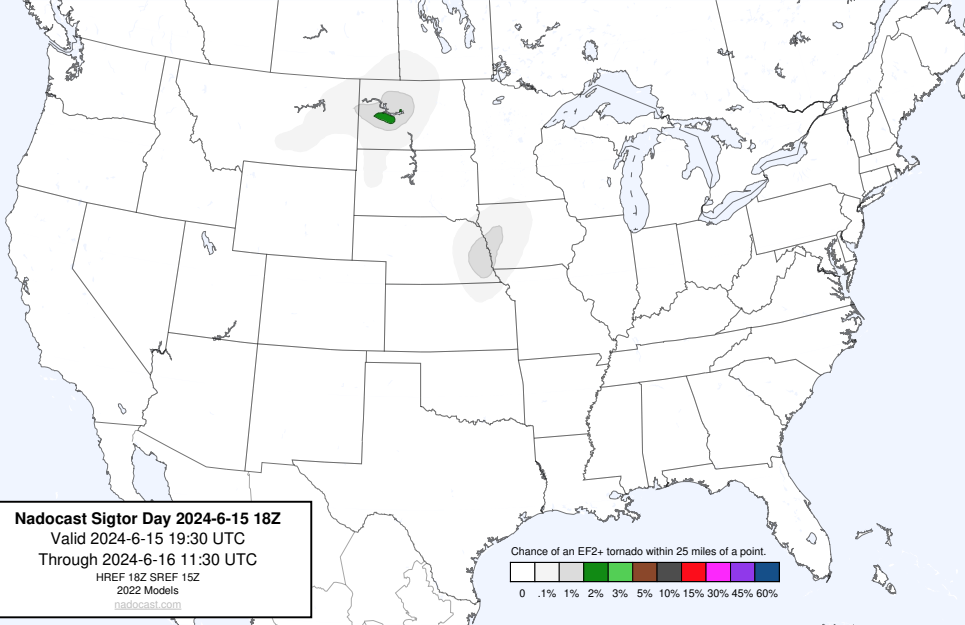 Nadocast Sigtor Day 2024-6-15 18Z
Valid 2024-6-15 19:30 UTC
Through 2024-6-16 11:30 UTC
HREF 18Z SREF 15Z
2022 Models
nadocast.com
Chance of an EF2+ tornado within 25 miles of a point.
0 .1% 1% 2% 3% 5% 10% 15% 30% 45% 60%